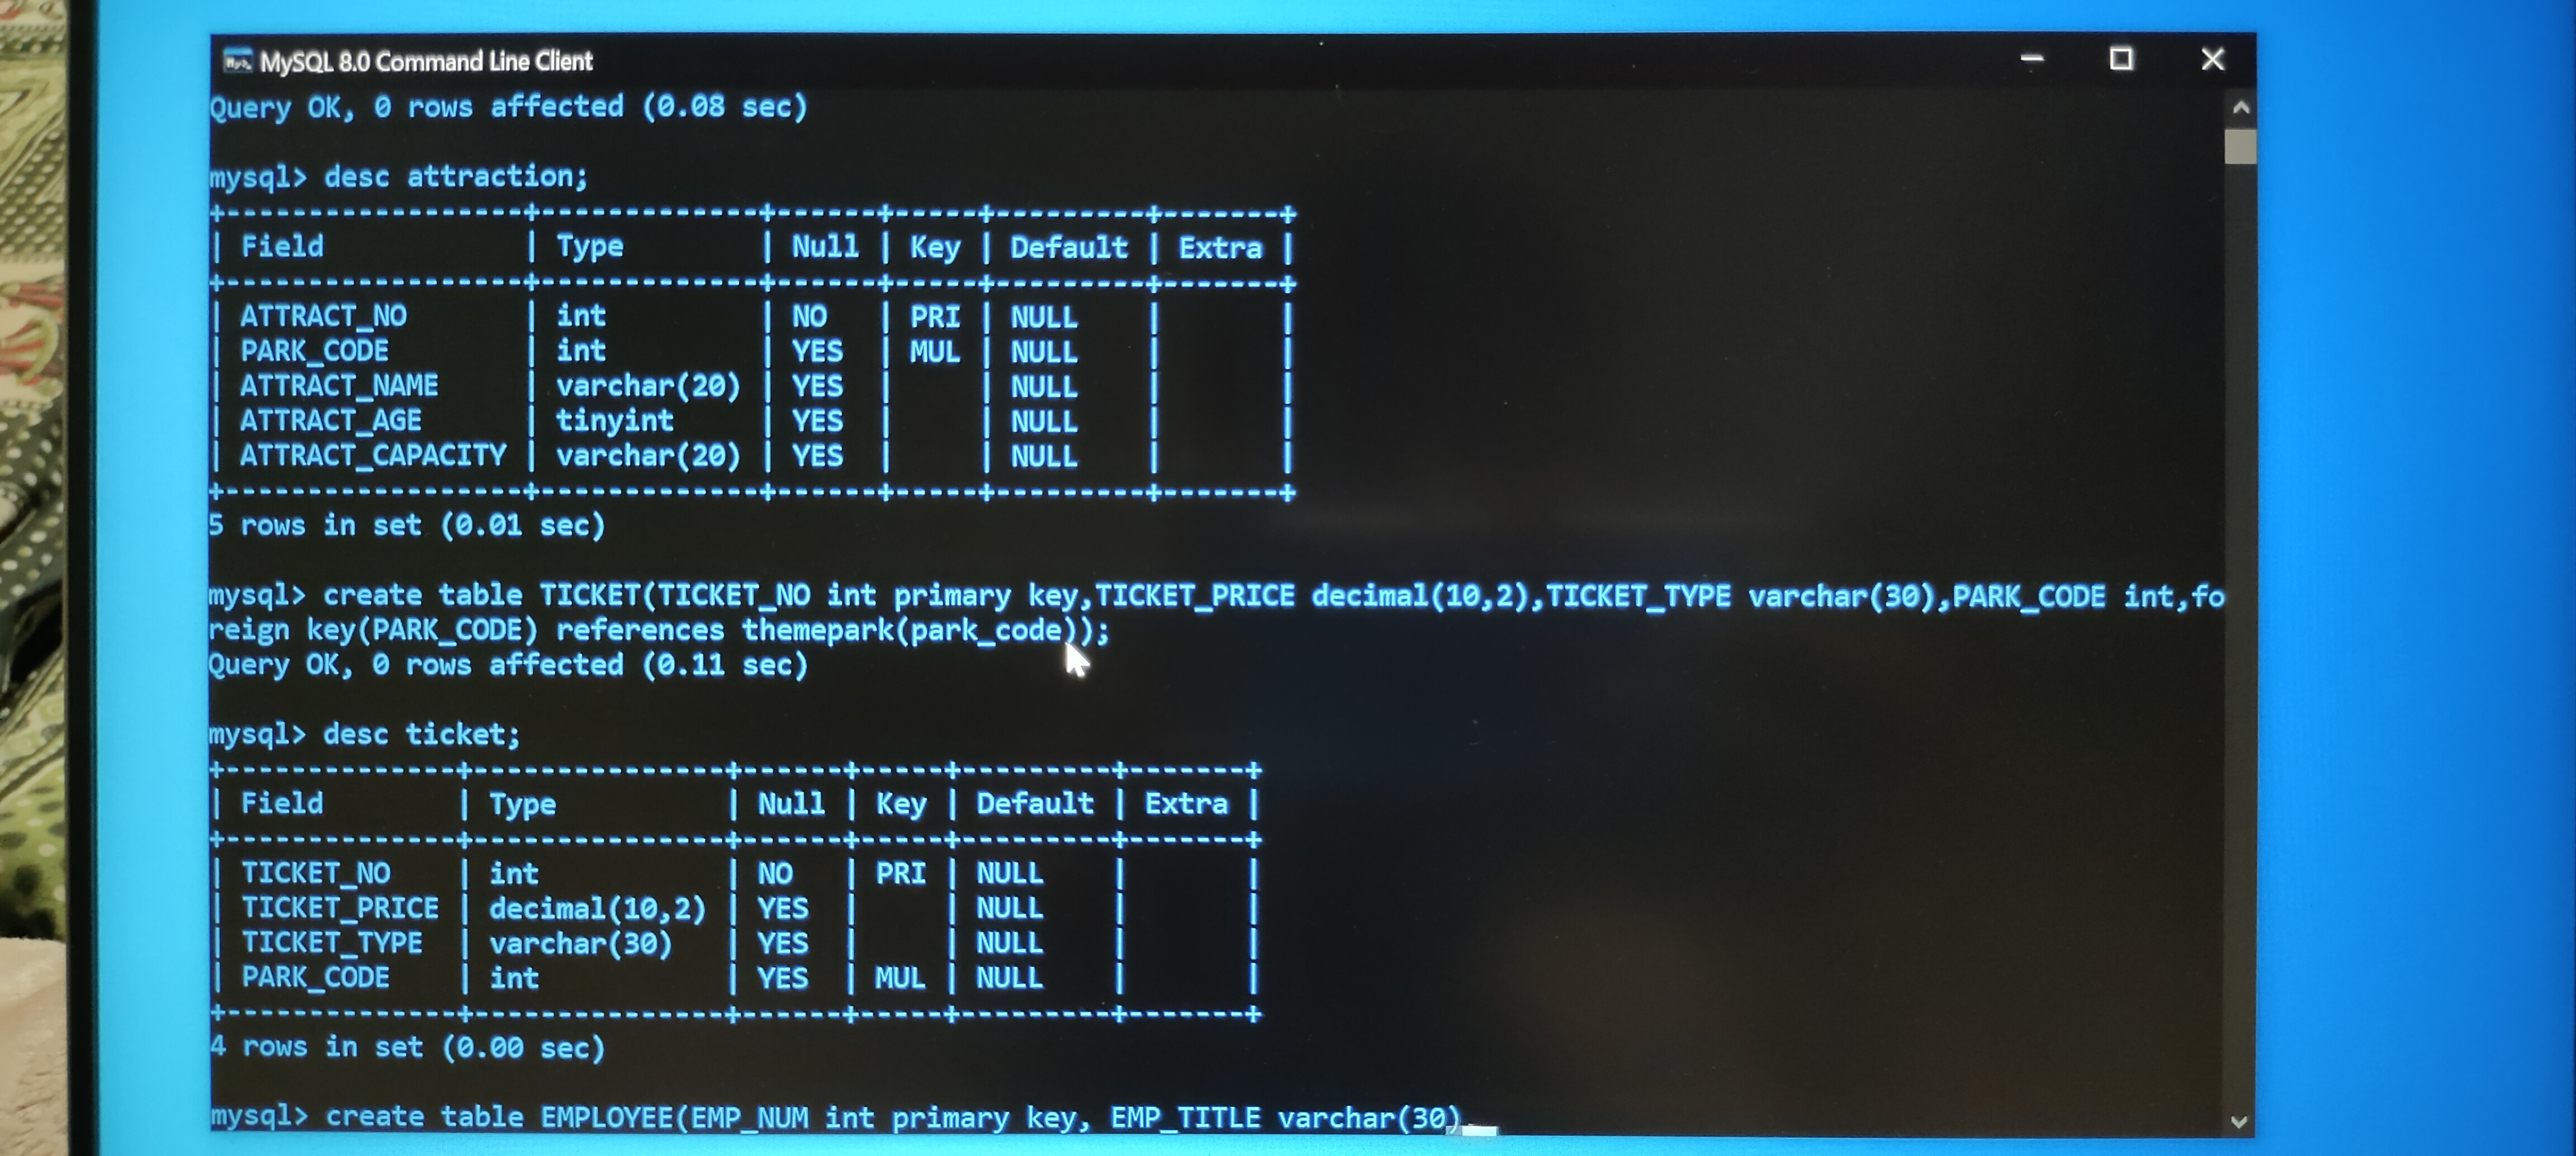 MySQL 8.0 Command Line Client
Query OK, 0 rows affected (0.08 sec)
mysql> desc attraction;
+------------------+-------------+------+-----+---------+-------+
| Field            | Type        | Null | Key | Default | Extra |
+------------------+-------------+------+-----+---------+-------+
| ATTRACT_NO       | int         | NO   | PRI | NULL    |       |
| PARK_CODE        | int         | YES  | MUL | NULL    |       |
| ATTRACT_NAME     | varchar(20) | YES  |     | NULL    |       |
| ATTRACT_AGE      | tinyint     | YES  |     | NULL    |       |
| ATTRACT_CAPACITY | varchar(20) | YES  |     | NULL    |       |
+------------------+-------------+------+-----+---------+-------+
5 rows in set (0.01 sec)
mysql> create table TICKET(TICKET_NO int primary key,TICKET_PRICE decimal(10,2),TICKET_TYPE varchar(30),PARK_CODE int,fo
reign key(PARK_CODE) references themepark(park_code));
Query OK, 0 rows affected (0.11 sec)
mysql> desc ticket;
+--------------+---------------+------+-----+---------+-------+
| Field        | Type          | Null | Key | Default | Extra |
+--------------+---------------+------+-----+---------+-------+
| TICKET_NO    | int           | NO   | PRI | NULL    |       |
| TICKET_PRICE | decimal(10,2) | YES  |     | NULL    |       |
| TICKET_TYPE  | varchar(30)   | YES  |     | NULL    |       |
| PARK_CODE    | int           | YES  | MUL | NULL    |       |
+--------------+---------------+------+-----+---------+-------+
4 rows in set (0.00 sec)
mysql> create table EMPLOYEE(EMP_NUM int primary key, EMP_TITLE varchar(30)